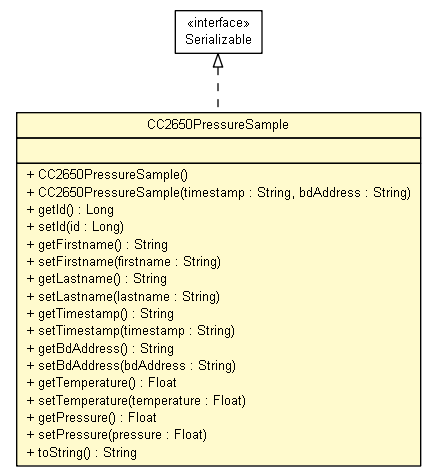 «interface»
Serializable
CC2650PressureSample
+ CC2650PressureSample()
+ CC2650PressureSample(timestamp : String, bdAddress : String)
+ getId() : Long
+ setId(id : Long)
+ getFirstname() : String
+ setFirstname(firstname : String)
+ getLastname() : String
+ setLastname(lastname : String)
+ getTimestamp() : String
+ setTimestamp(timestamp : String)
+ getBdAddress() : String
+ setBdAddress(bdAddress : String)
+ getTemperature() : Float
+ setTemperature(temperature : Float)
+ getPressure() : Float
+ setPressure(pressure : Float)
+ toString() : String